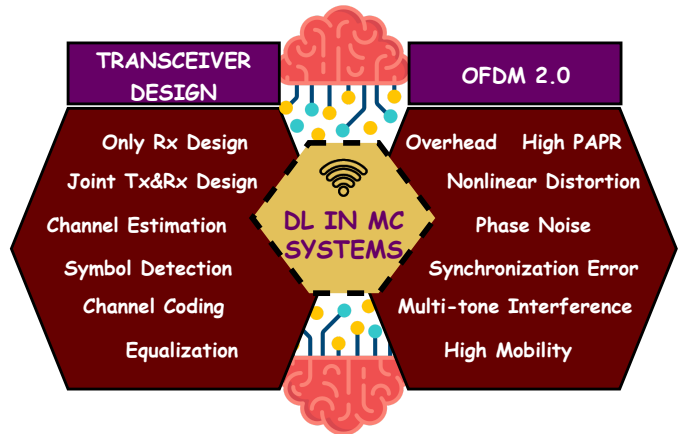 TRANSCEIVER
DESIGN
Only Rx Design
Joint Tx&Rx Design
Channel Estimation
Symbol Detection
Channel Coding
Equalization
DL IN MC
SYSTEMS
OFDM 2.0
Overhead High PAPR
Nonlinear Distortion
Phase Noise
Synchronization Error
Multi-tone Interference
High Mobility